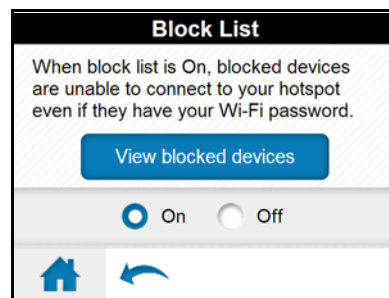 Block List
When block list is On, blocked devices
are unable to connect to your hotspot
even if they have your Wi-Fi password.
View blocked devices
On Off